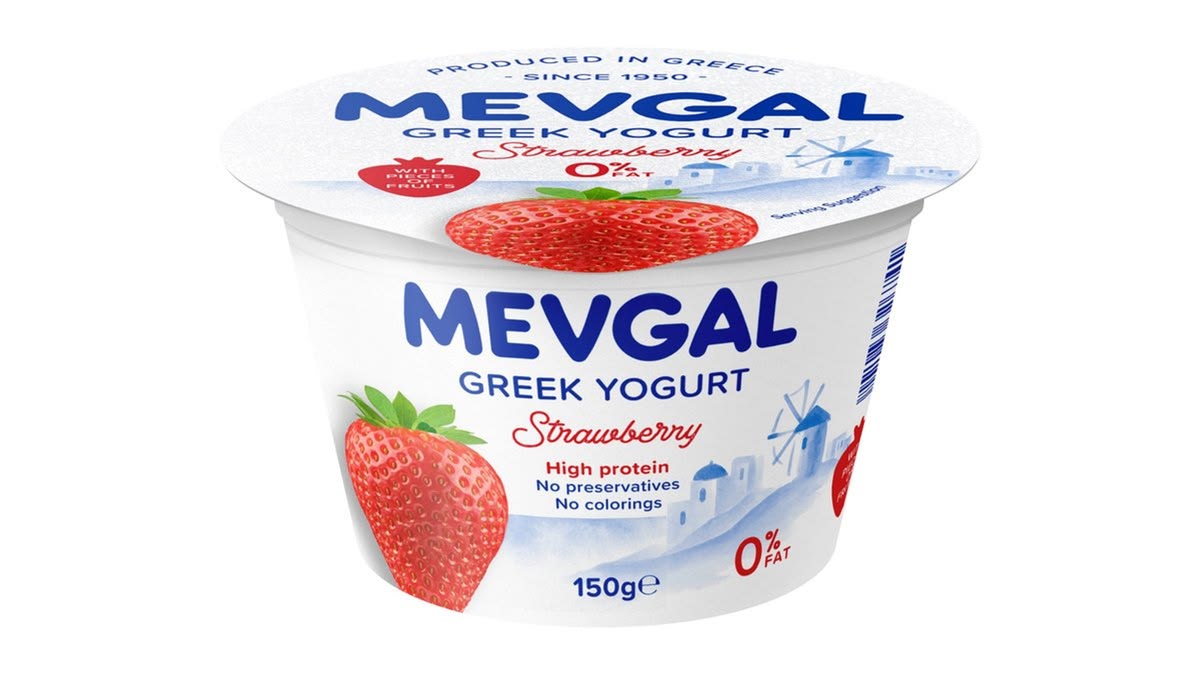 PRODUCED IN GREECE
- SINCE 1950 -
MEVGAL
GREEK YOGURT
Strawberry
0% FAT
WITH
PIECES
OF
FRUITS
Serving Suggestion
MEVGAL
GREEK YOGURT
Strawberry
High protein
No preservatives
No colorings
0% FAT
150g℮